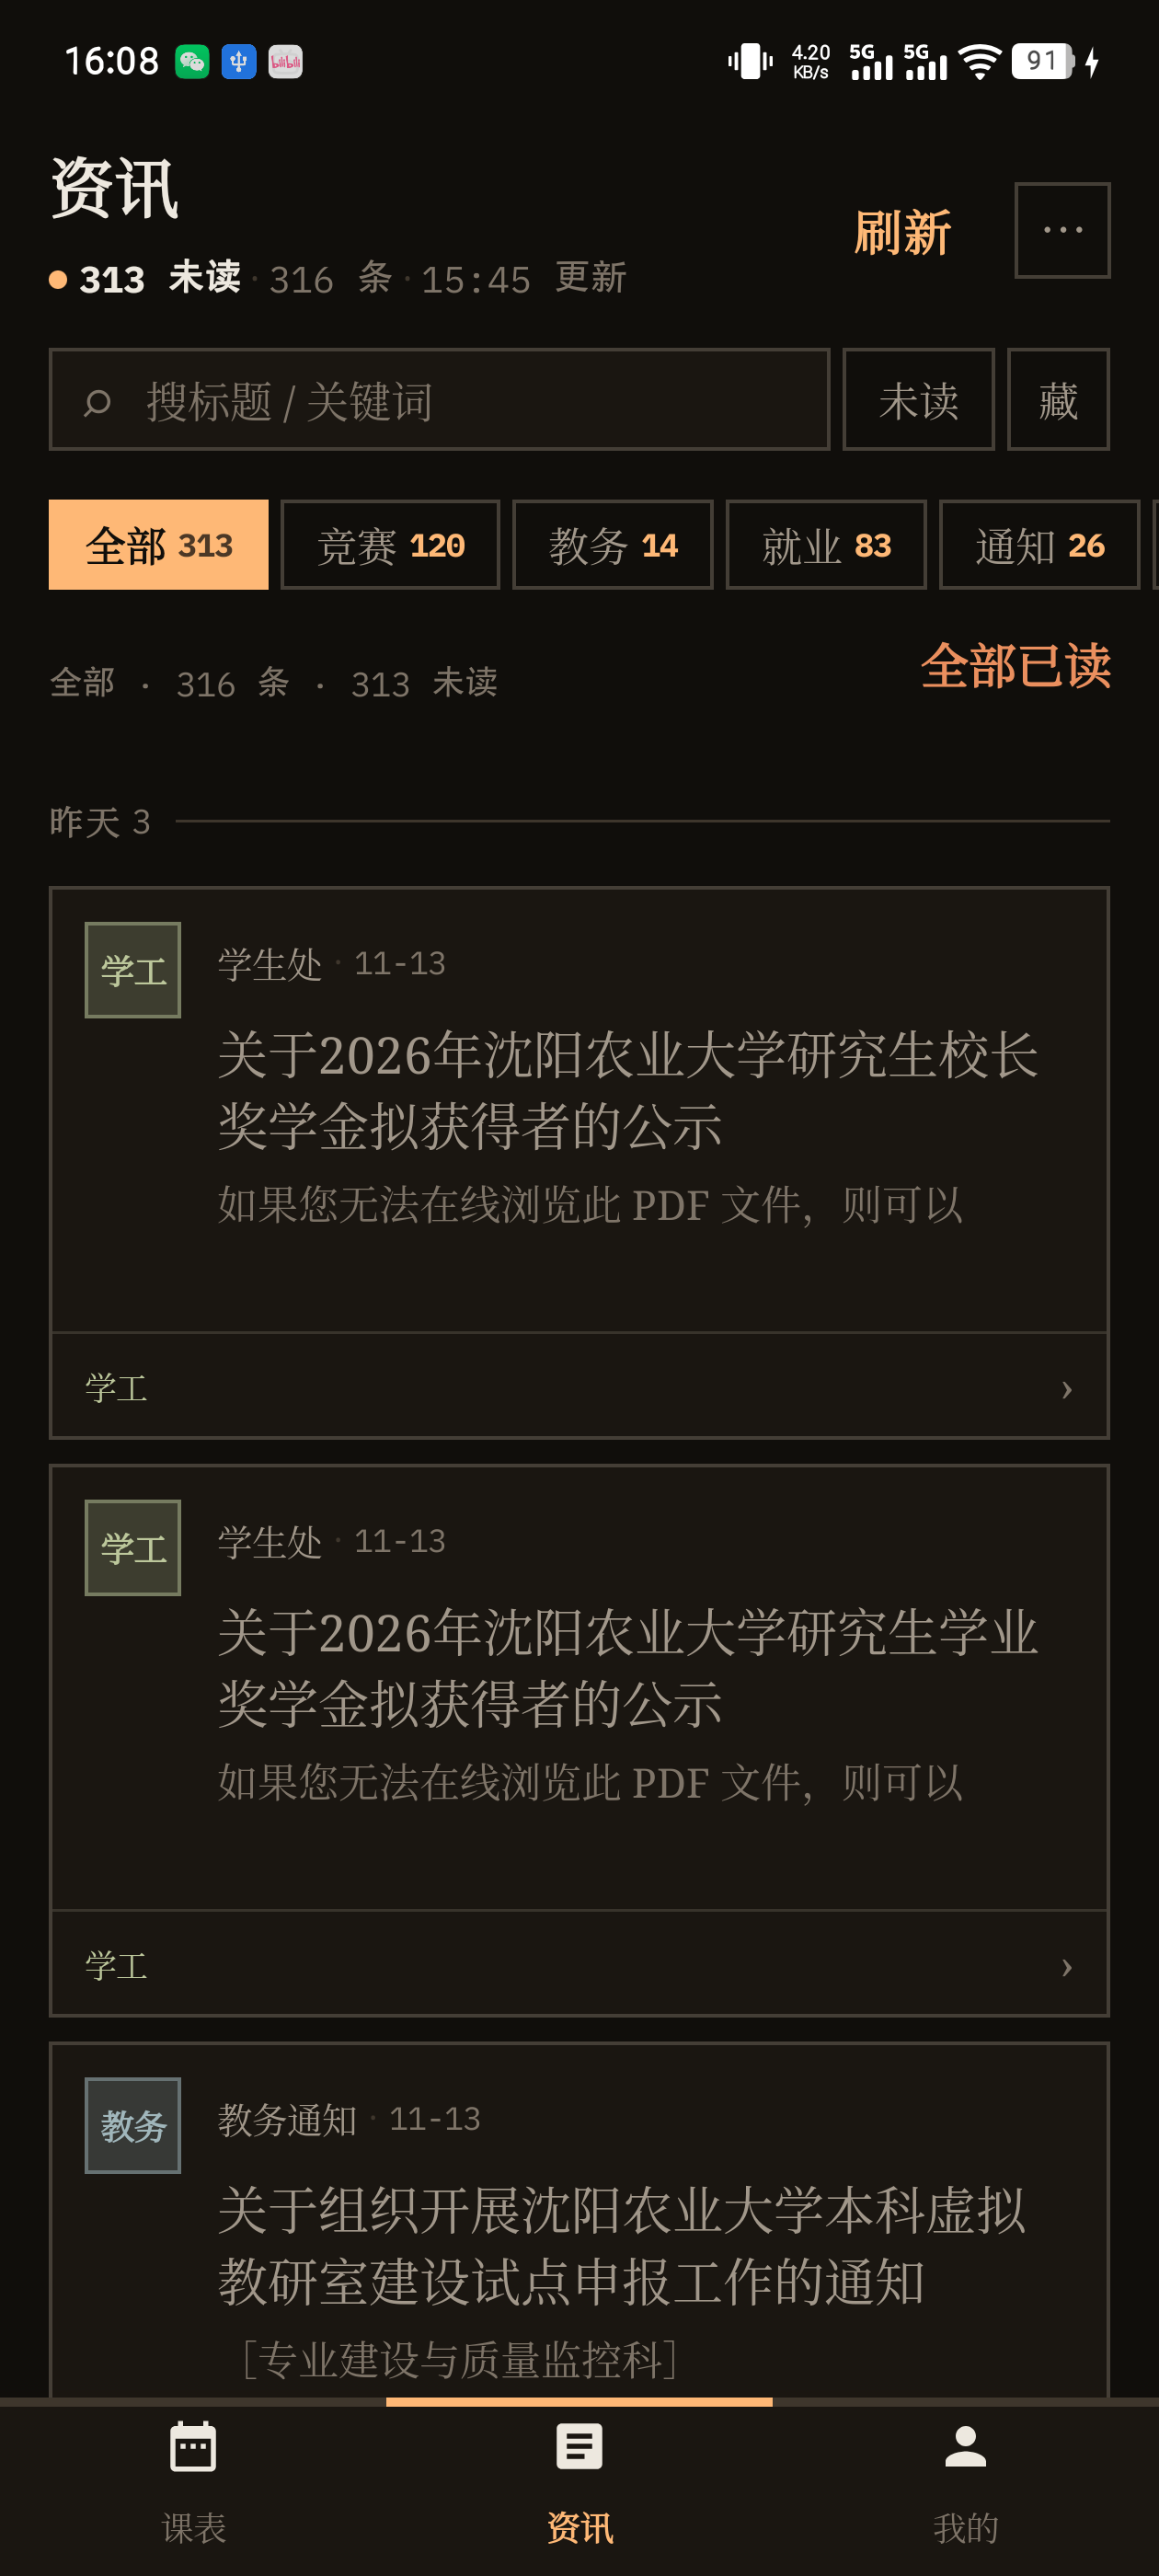 16:08
4.20 KB/s 5G 5G 91
资讯
刷新 ···
313 未读 · 316 条 · 15:45 更新
搜标题 / 关键词 未读 藏
全部 313 竞赛 120 教务 14 就业 83 通知 26
全部已读
全部 · 316 条 · 313 未读
昨天 3
学工 学生处 · 11-13
关于2026年沈阳农业大学研究生校长
奖学金拟获得者的公示
如果您无法在线浏览此 PDF 文件，则可以
学工 ›
学工 学生处 · 11-13
关于2026年沈阳农业大学研究生学业
奖学金拟获得者的公示
如果您无法在线浏览此 PDF 文件，则可以
学工 ›
教务 教务通知 · 11-13
关于组织开展沈阳农业大学本科虚拟
教研室建设试点申报工作的通知
［专业建设与质量监控科］
课表 资讯 我的